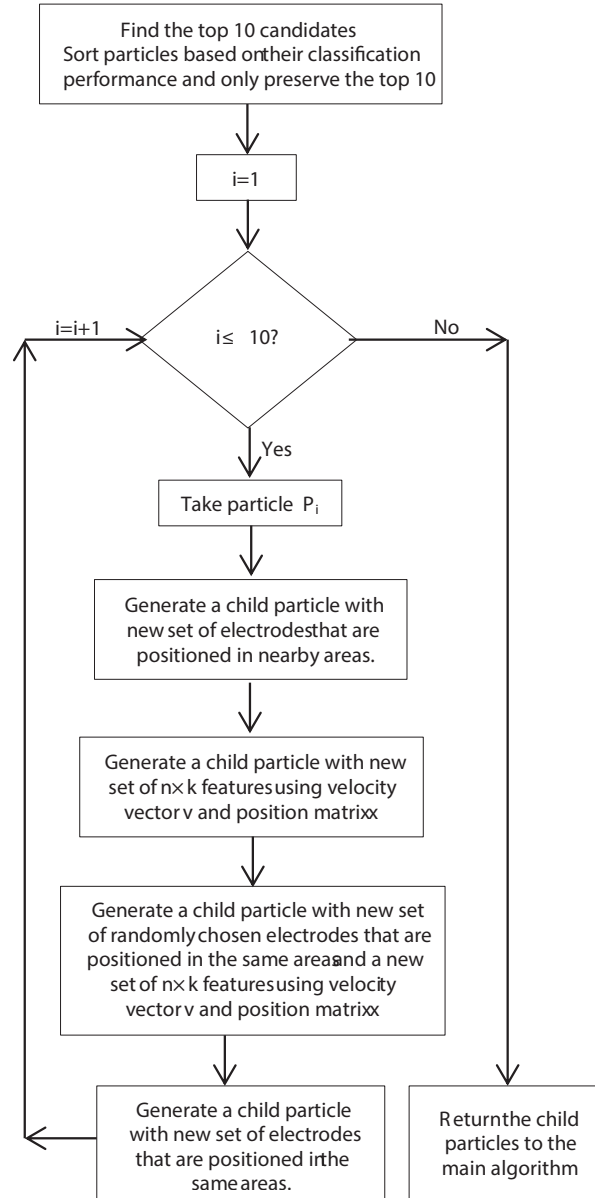 Find the top 10 candidates
Sort particles based ontheir classification
performance and only preserve the top 10
i=1
i=i+1
i ≤ 10?
No
Yes
Take particle Pi
Generate a child particle with
new set of electrodesthat are
positioned in nearby areas.
Generate a child particle with new
set of n× k featuresusing velocity
vector v and position matrixx
Generate a child particle with new set
of randomly chosen electrodes that are
positioned in the same areasand a new
set of n× k featuresusing velocity
vector v and position matrixx
Generate a child particle
with new set of electrodes
that are positioned inthe
same areas.
Returnthe child
particles to the
main algorithm